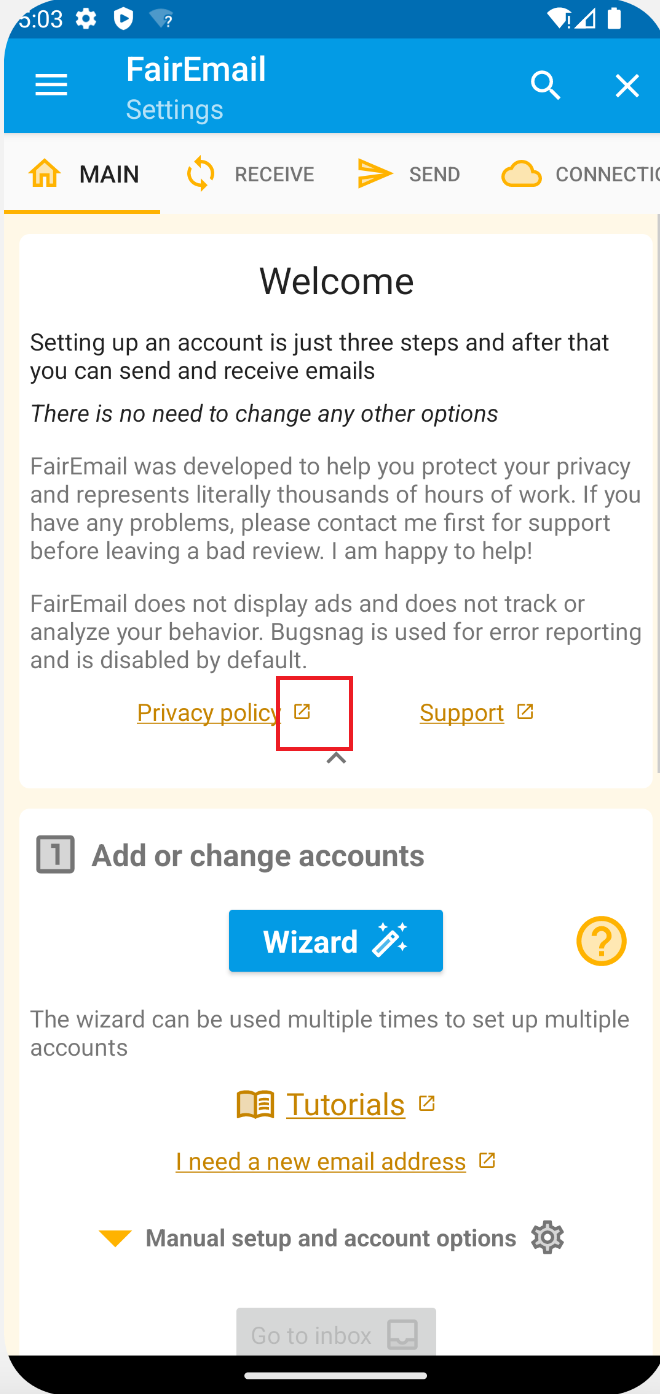 5:03
FairEmail
Settings
MAIN RECEIVE SEND CONNECTIO
Welcome
Setting up an account is just three steps and after that
you can send and receive emails
There is no need to change any other options
FairEmail was developed to help you protect your privacy
and represents literally thousands of hours of work. If you
have any problems, please contact me first for support
before leaving a bad review. I am happy to help!
FairEmail does not display ads and does not track or
analyze your behavior. Bugsnag is used for error reporting
and is disabled by default.
Privacy policy Support
1 Add or change accounts
Wizard
?
The wizard can be used multiple times to set up multiple
accounts
Tutorials
I need a new email address
Manual setup and account options
Go to inbox